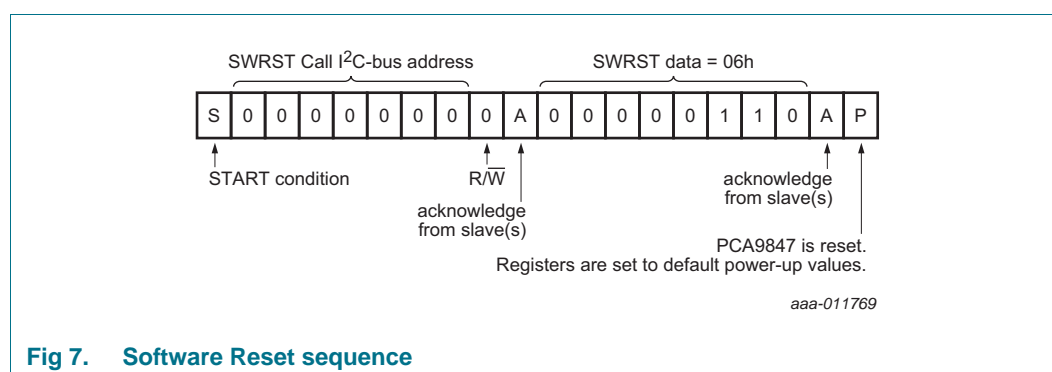 SWRST Call I2C-bus address SWRST data = 06h
S 0 0 0 0 0 0 0 0 A 0 0 0 0 0 1 1 0 A P
START condition R/W acknowledge
acknowledge from slave(s)
from slave(s)
PCA9847 is reset.
Registers are set to default power-up values.
aaa-011769
Fig 7. Software Reset sequence